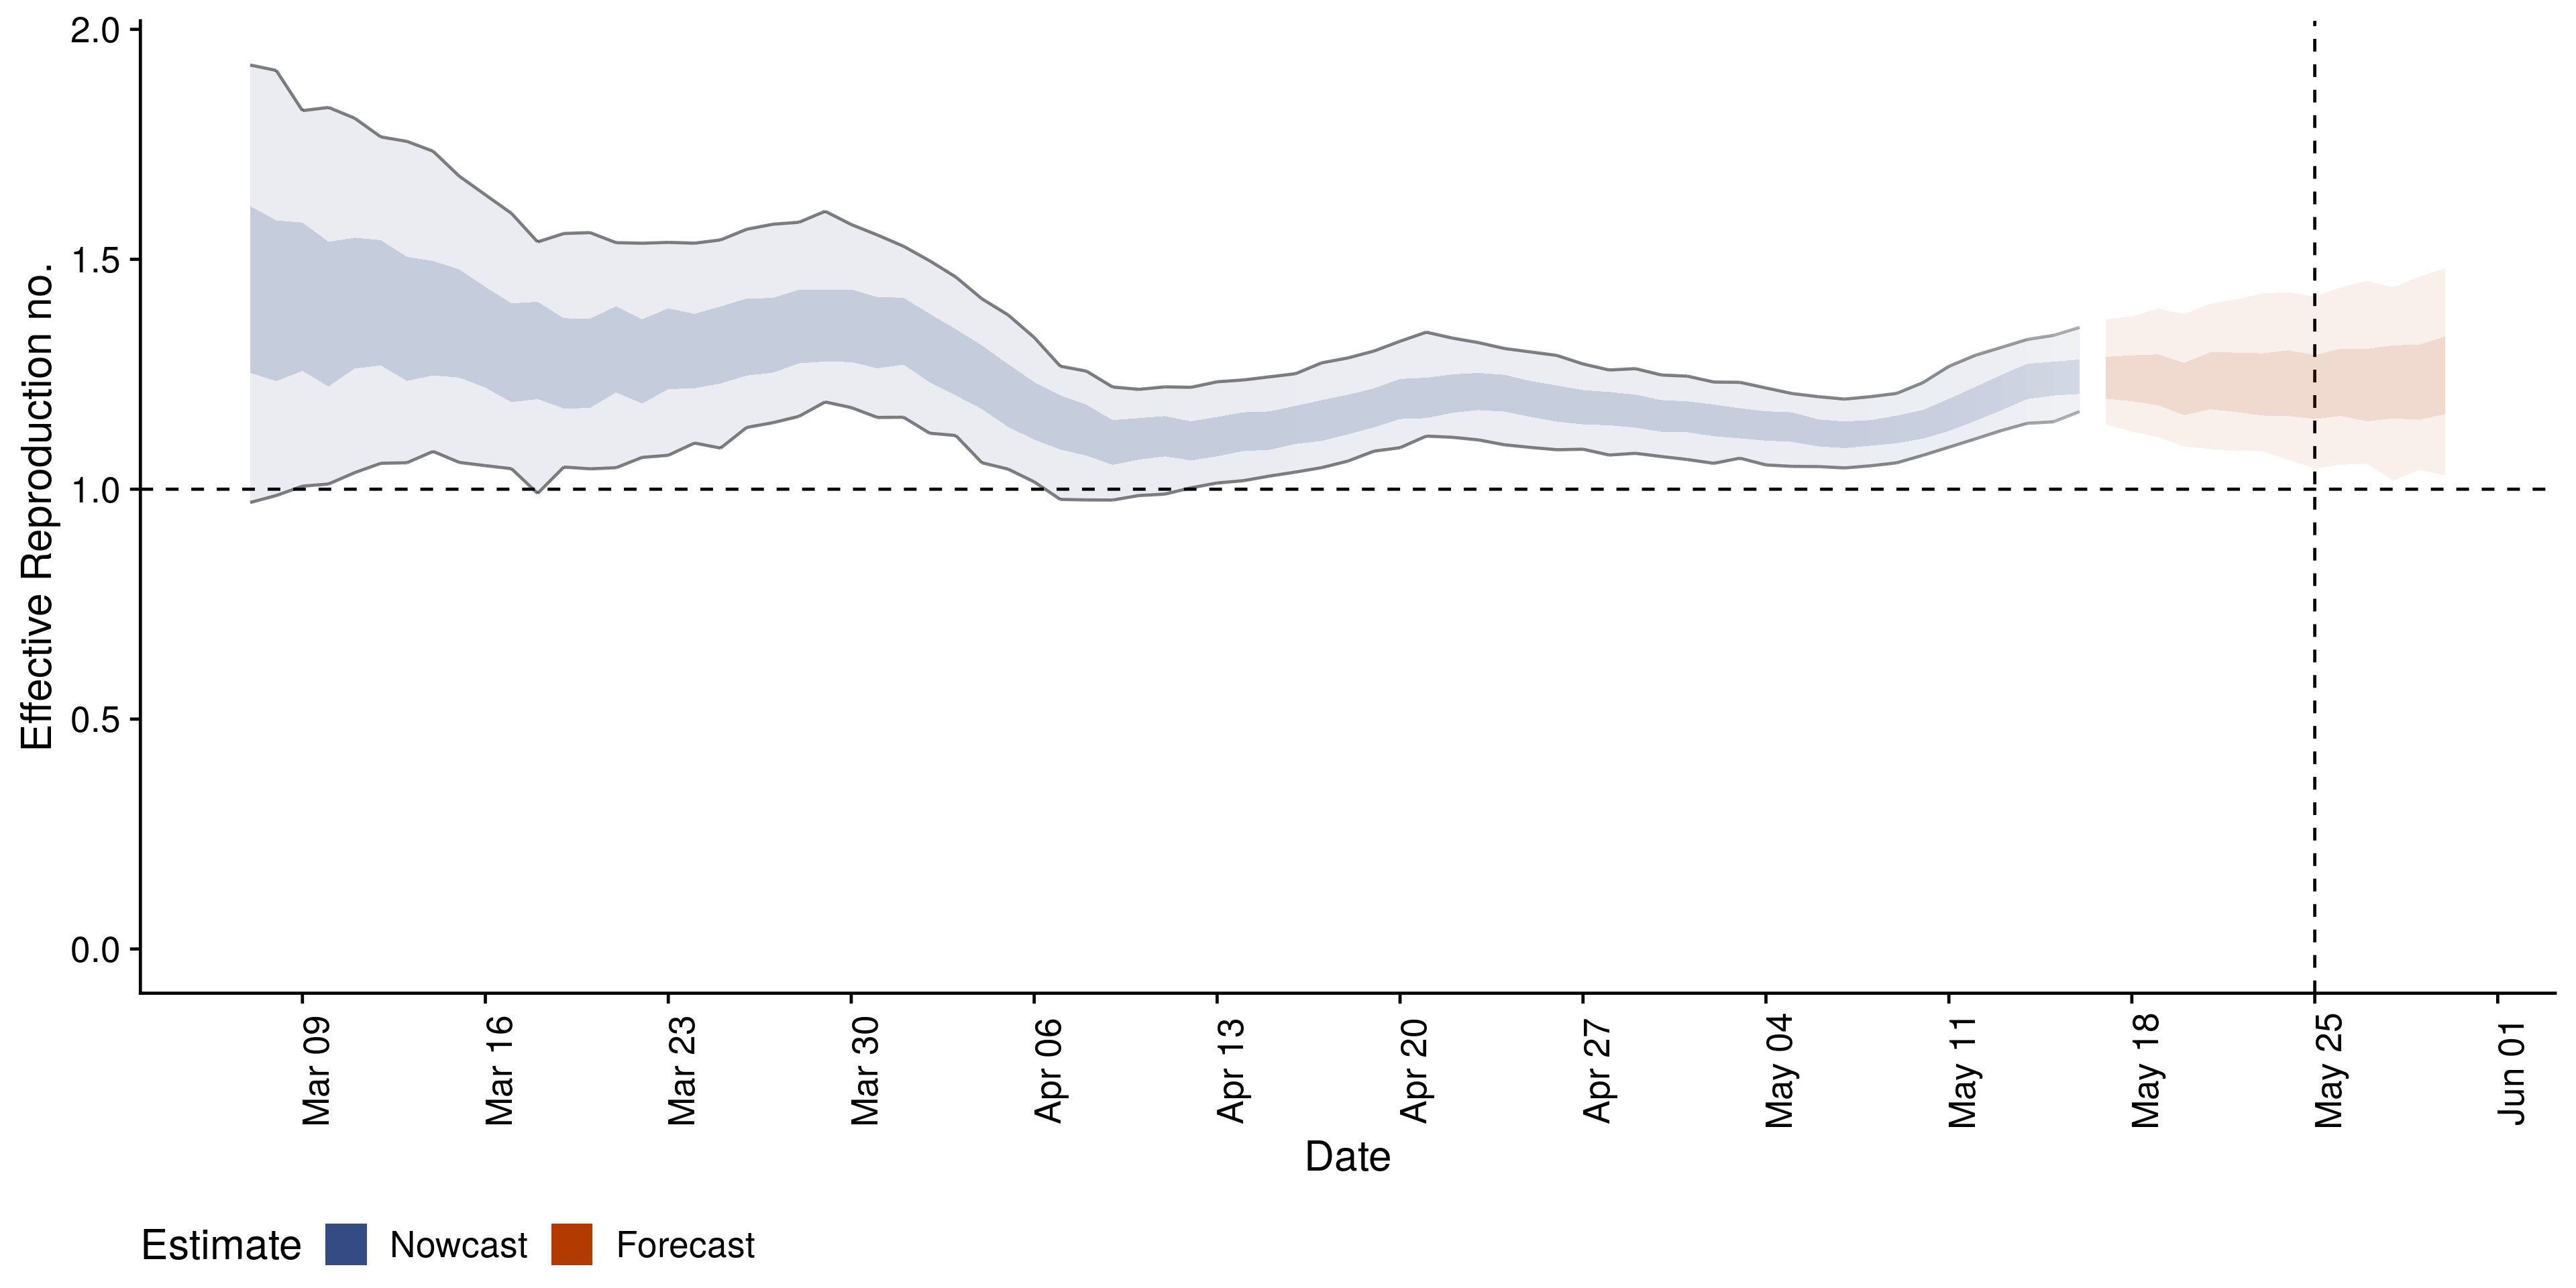 Effective Reproduction no.
2.0
1.5
1.0
0.5
0.0
Mar 09
Mar 16
Mar 23
Mar 30
Apr 06
Apr 13
Apr 20
Apr 27
May 04
May 11
May 18
May 25
Jun 01
Date
Estimate Nowcast Forecast